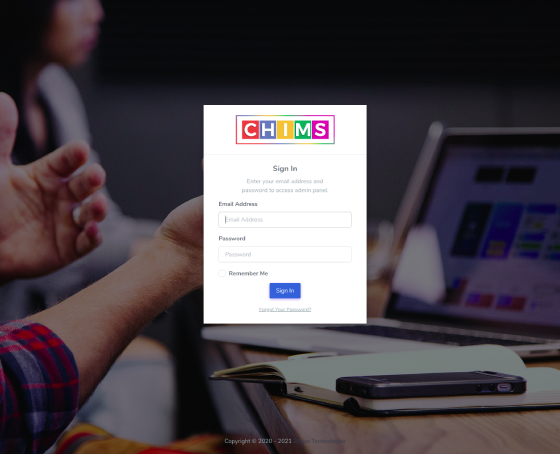 CHIMS
Sign In
Enter your email address and
password to access admin panel.
Email Address
Email Address
Password
Password
Remember Me
Sign In
Forgot Your Password?
Copyright © 2020 - 2021